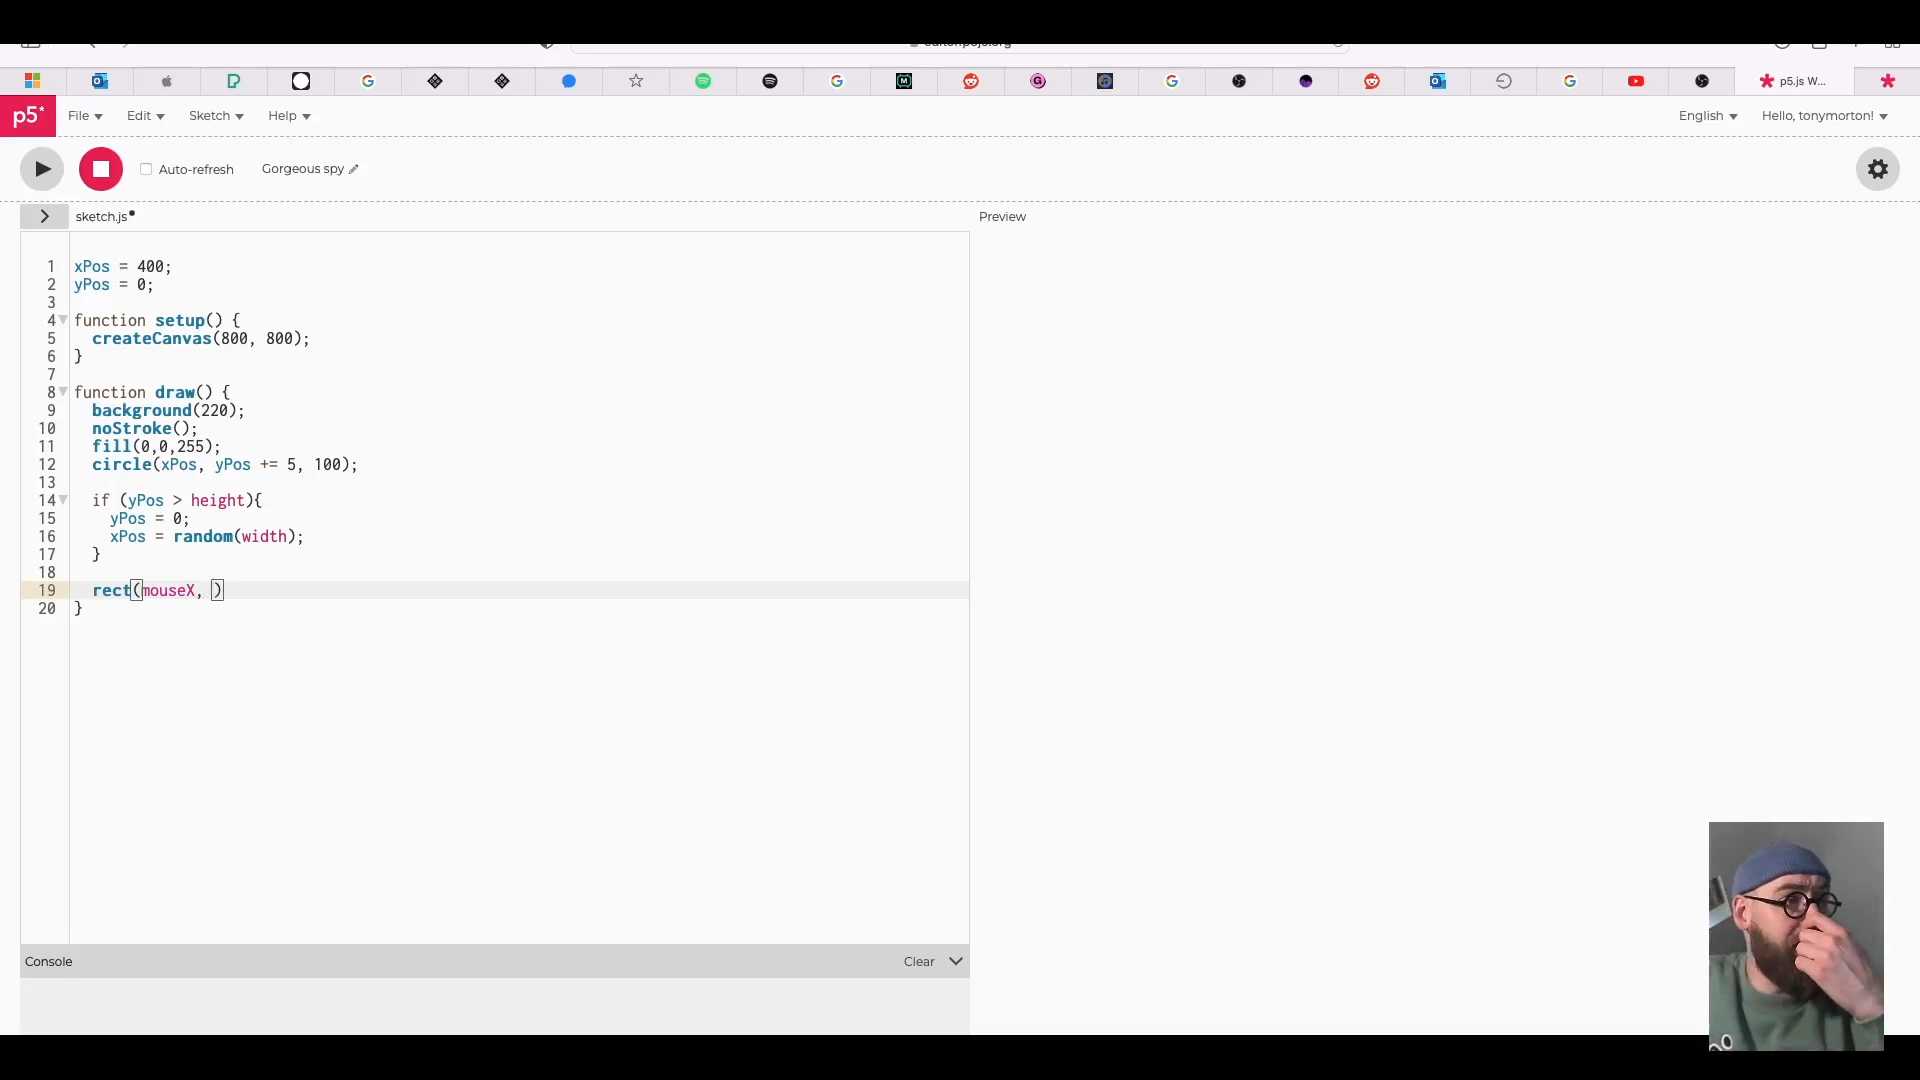 p5.js W...
p5*
File
Edit
Sketch
Help
English
Hello, tonymorton!
Auto-refresh
Gorgeous spy
sketch.js
Preview
1 xPos = 400;
2 yPos = 0;
3
4 function setup() {
5 createCanvas(800, 800);
6 }
7
8 function draw() {
9 background(220);
10 noStroke();
11 fill(0,0,255);
12 circle(xPos, yPos += 5, 100);
13
14 if (yPos > height){
15 yPos = 0;
16 xPos = random(width);
17 }
18
19 rect(mouseX, )
20 }
Console
Clear